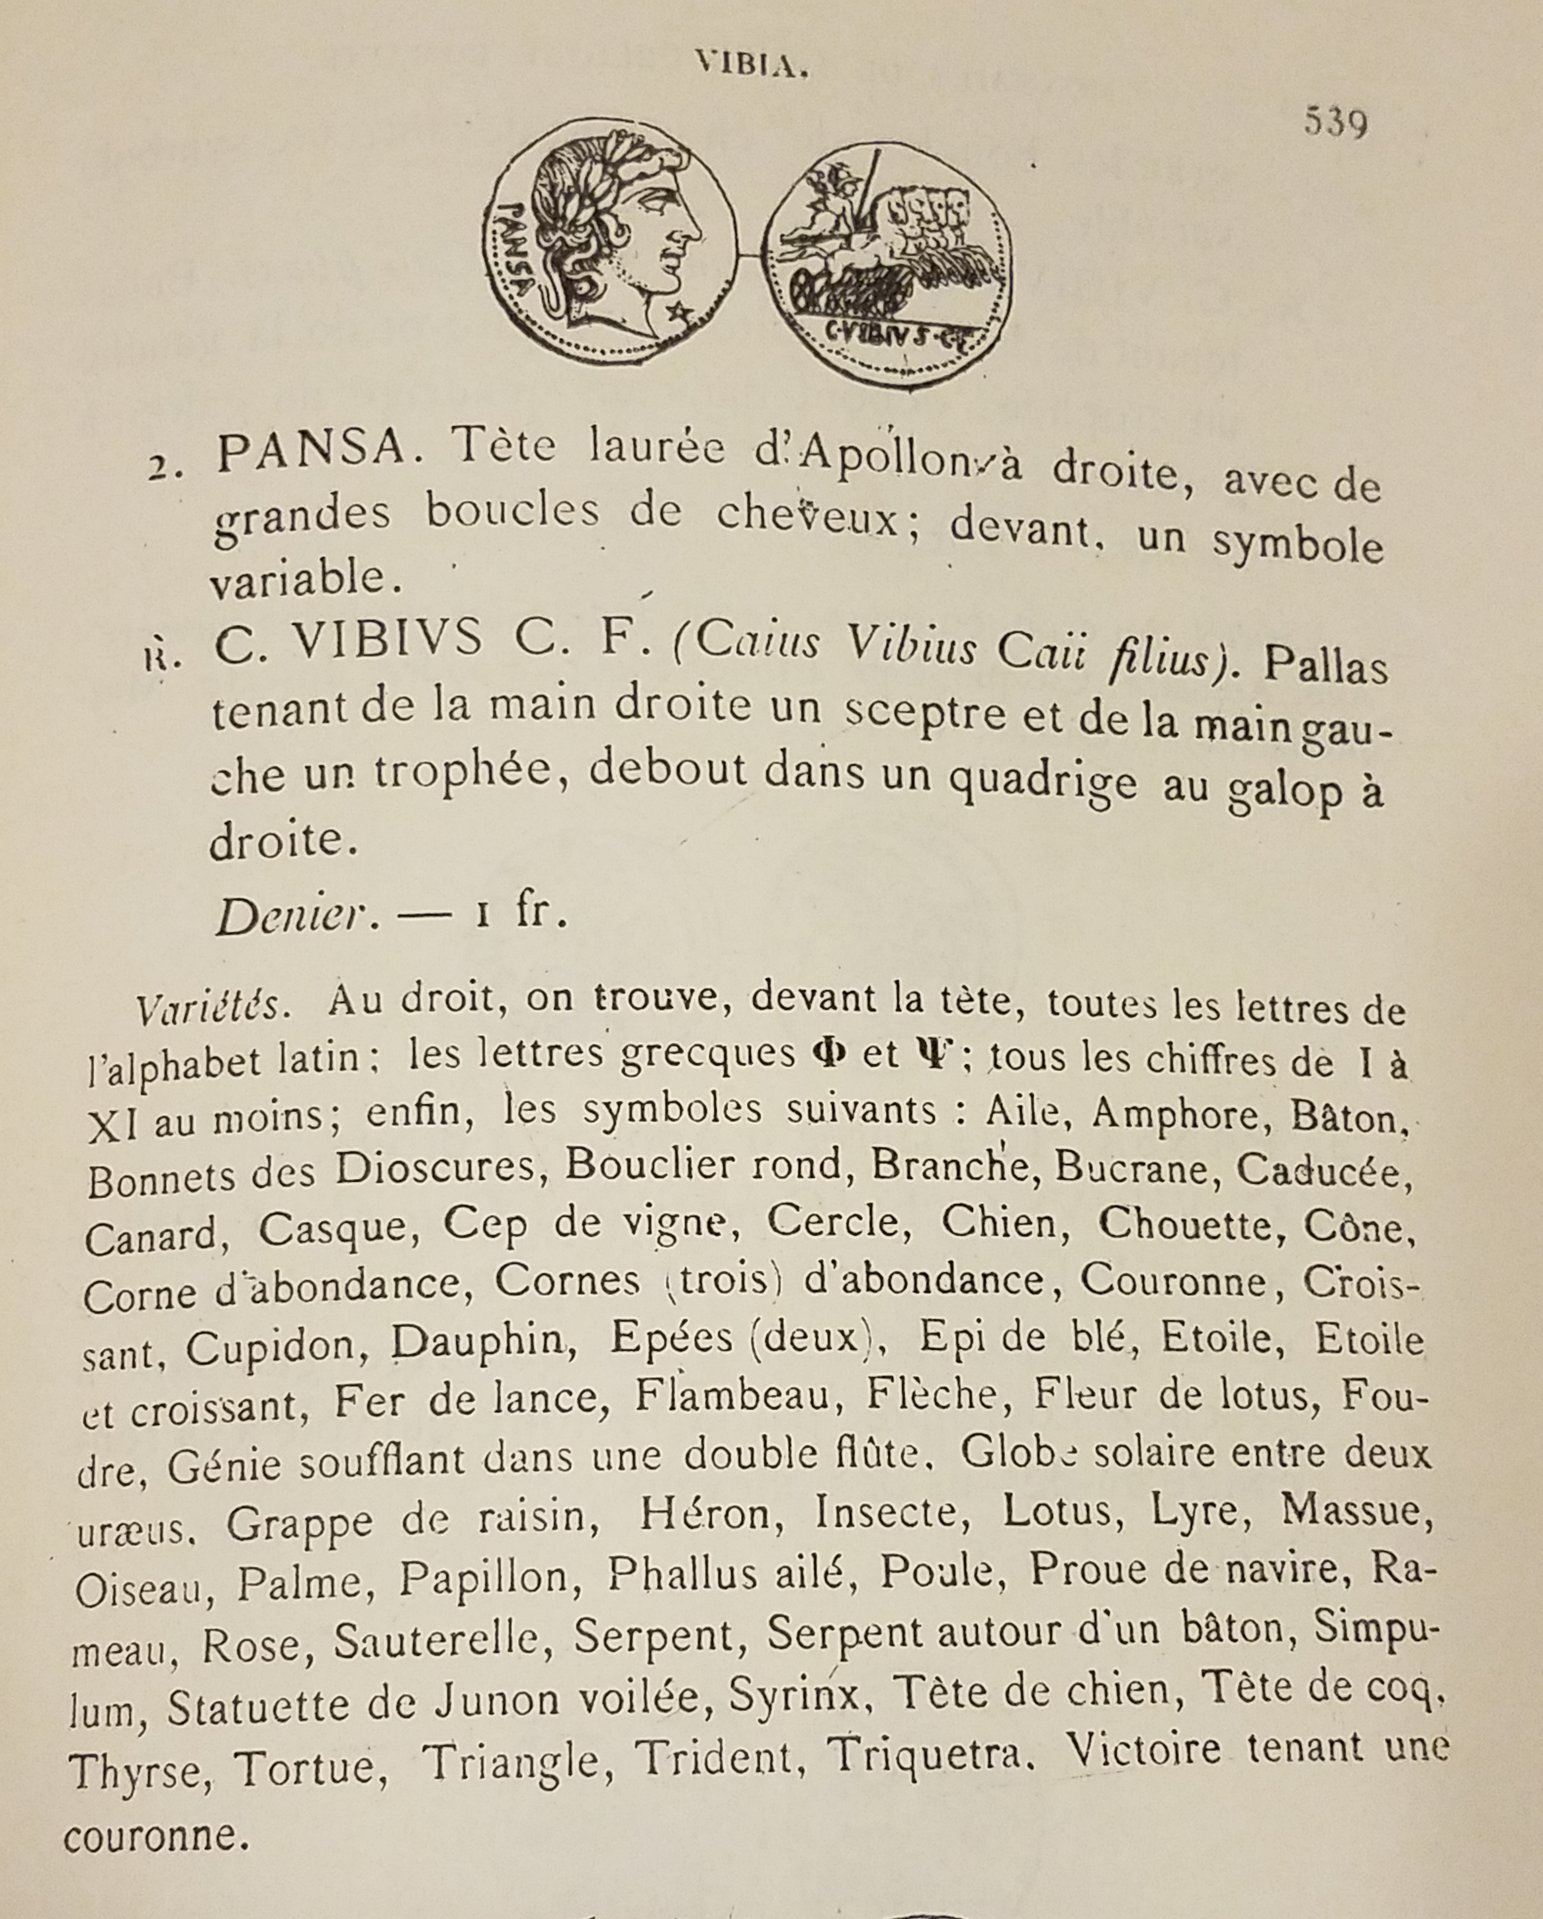 VIBIA.
539
PANSA
C·VIBIVS·C·F
2. PANSA. Tète laurée d'Apollon à droite, avec de
grandes boucles de cheveux; devant, un symbole
variable.
R̀. C. VIBIVS C. F. (Caius Vibius Caii filius). Pallas
tenant de la main droite un sceptre et de la main gau-
che un trophée, debout dans un quadrige au galop à
droite.
Denier. — 1 fr.
Variétés. Au droit, on trouve, devant la tète, toutes les lettres de
l'alphabet latin; les lettres grecques Φ et Ψ; tous les chiffres de I à
XI au moins; enfin, les symboles suivants : Aile, Amphore, Bâton,
Bonnets des Dioscures, Bouclier rond, Branche, Bucrane, Caducée,
Canard, Casque, Cep de vigne, Cercle, Chien, Chouette, Cône,
Corne d'abondance, Cornes (trois) d'abondance, Couronne, Crois-
sant, Cupidon, Dauphin, Epées (deux), Epi de blé, Etoile, Etoile
et croissant, Fer de lance, Flambeau, Flèche, Fleur de lotus, Fou-
dre, Génie soufflant dans une double flûte, Globe solaire entre deux
uræus, Grappe de raisin, Héron, Insecte, Lotus, Lyre, Massue,
Oiseau, Palme, Papillon, Phallus ailé, Poule, Proue de navire, Ra-
meau, Rose, Sauterelle, Serpent, Serpent autour d'un bâton, Simpu-
lum, Statuette de Junon voilée, Syrinx, Tète de chien, Tète de coq,
Thyrse, Tortue, Triangle, Trident, Triquetra, Victoire tenant une
couronne.